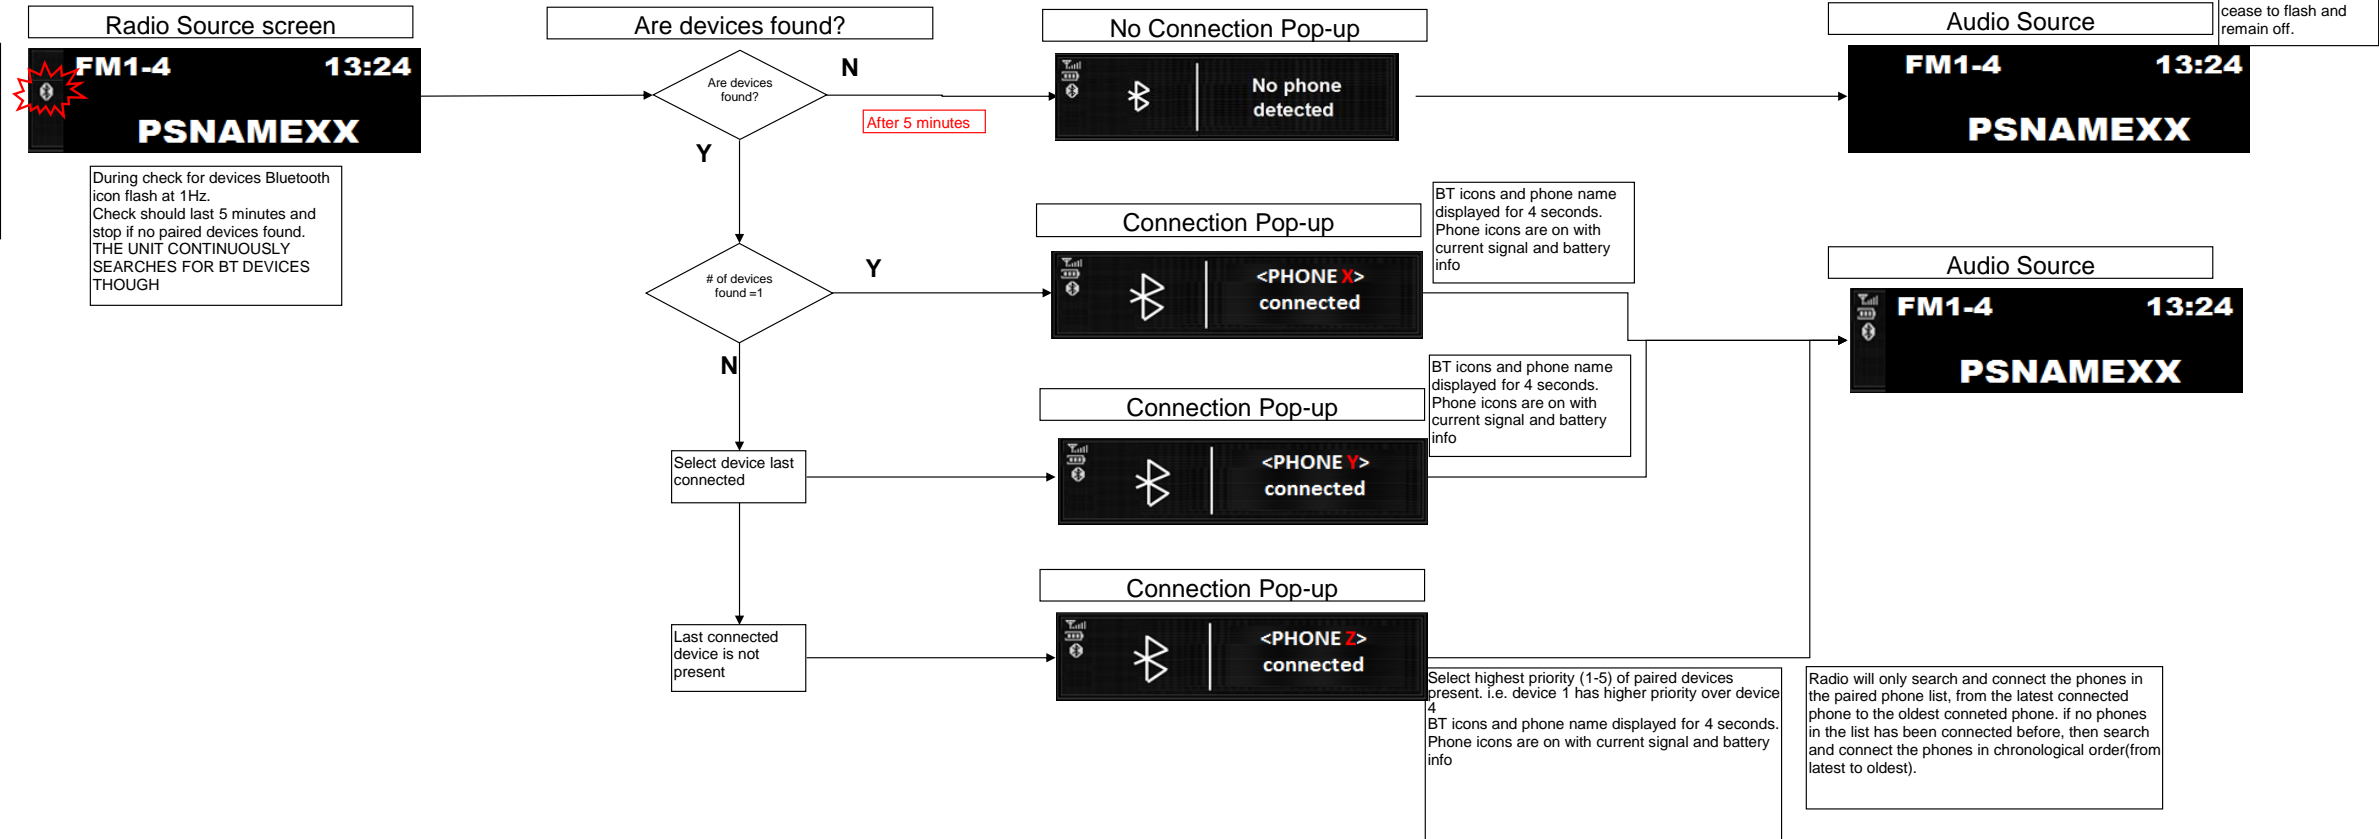 Radio Source screen
FM1-4 13:24
PSNAMEXX
During check for devices Bluetooth
icon flash at 1Hz.
Check should last 5 minutes and
stop if no paired devices found.
THE UNIT CONTINUOUSLY
SEARCHES FOR BT DEVICES
THOUGH
Are devices found?
Are devices
found?
N
After 5 minutes
Y
# of devices
found =1
Y
N
Select device last
connected
Last connected
device is not
present
No Connection Pop-up
No phone
detected
Connection Pop-up
<PHONE X>
connected
BT icons and phone name
displayed for 4 seconds.
Phone icons are on with
current signal and battery
info
Connection Pop-up
<PHONE Y>
connected
BT icons and phone name
displayed for 4 seconds.
Phone icons are on with
current signal and battery
info
Connection Pop-up
<PHONE Z>
connected
Select highest priority (1-5) of paired devices
present. i.e. device 1 has higher priority over device
4
BT icons and phone name displayed for 4 seconds.
Phone icons are on with current signal and battery
info
Audio Source
cease to flash and
remain off.
FM1-4 13:24
PSNAMEXX
Audio Source
FM1-4 13:24
PSNAMEXX
Radio will only search and connect the phones in
the paired phone list, from the latest connected
phone to the oldest conneted phone. if no phones
in the list has been connected before, then search
and connect the phones in chronological order(from
latest to oldest).